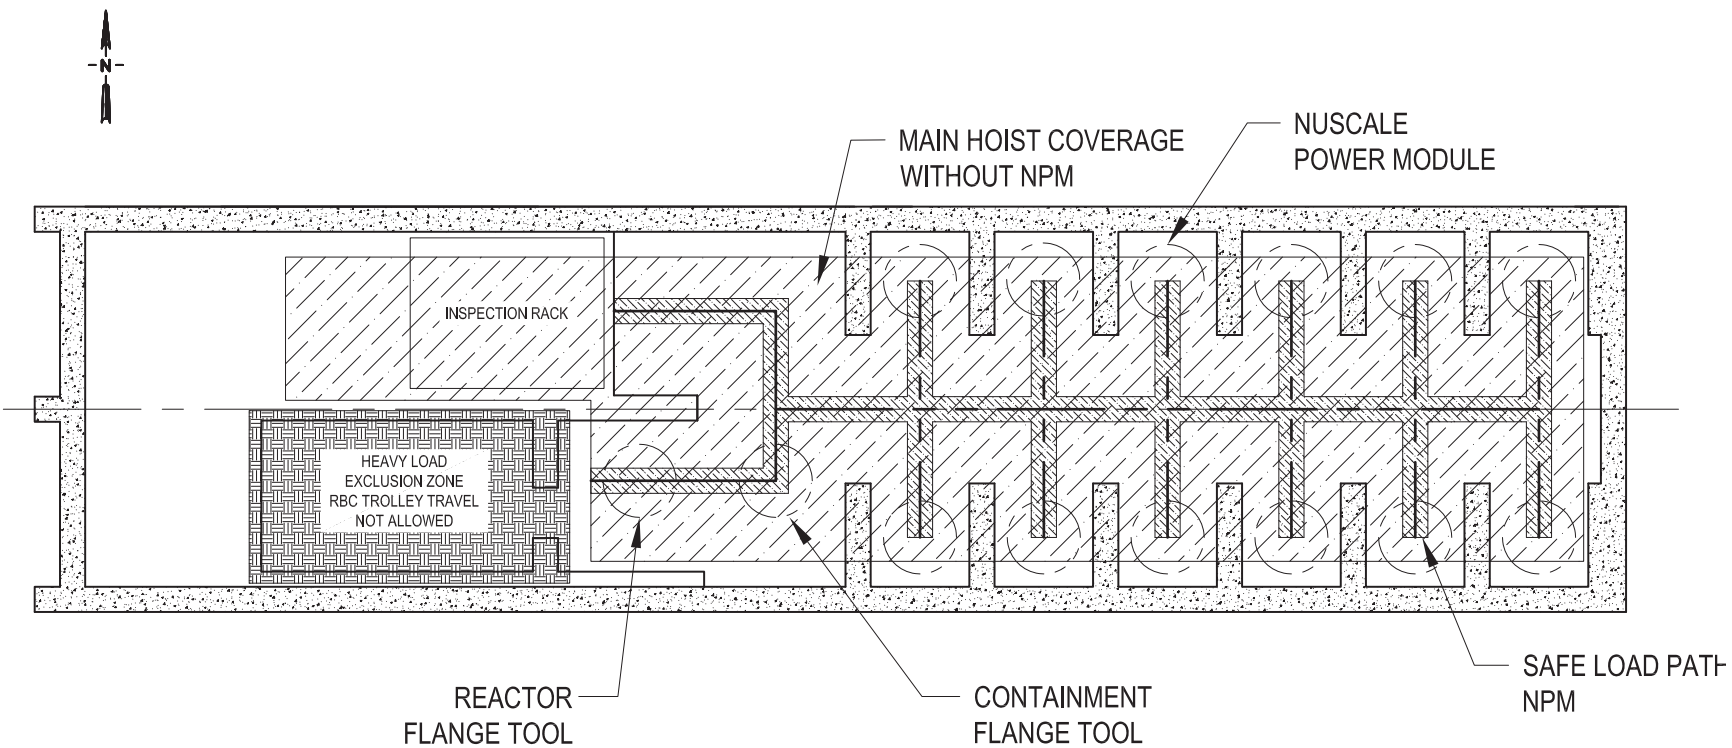 N
NUSCALE
POWER MODULE
MAIN HOIST COVERAGE
WITHOUT NPM
INSPECTION RACK
HEAVY LOAD
EXCLUSION ZONE
RBC TROLLEY TRAVEL
NOT ALLOWED
SAFE LOAD PATH
NPM
REACTOR
FLANGE TOOL
CONTAINMENT
FLANGE TOOL